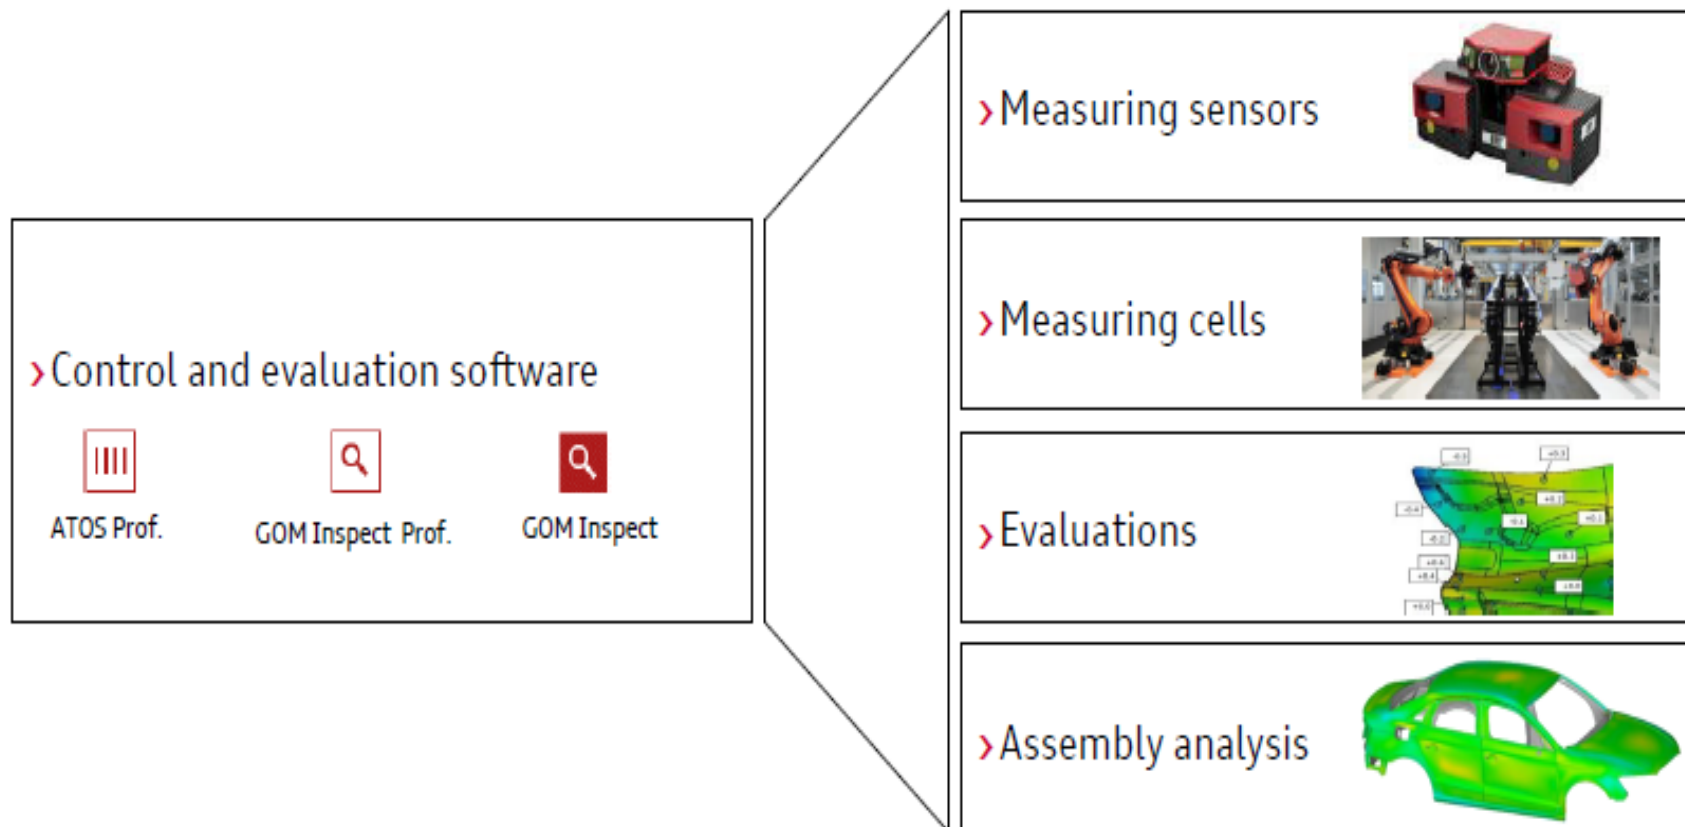 Control and evaluation software
ATOS Prof.
GOM Inspect Prof.
GOM Inspect
Measuring sensors
Measuring cells
Evaluations
Assembly analysis